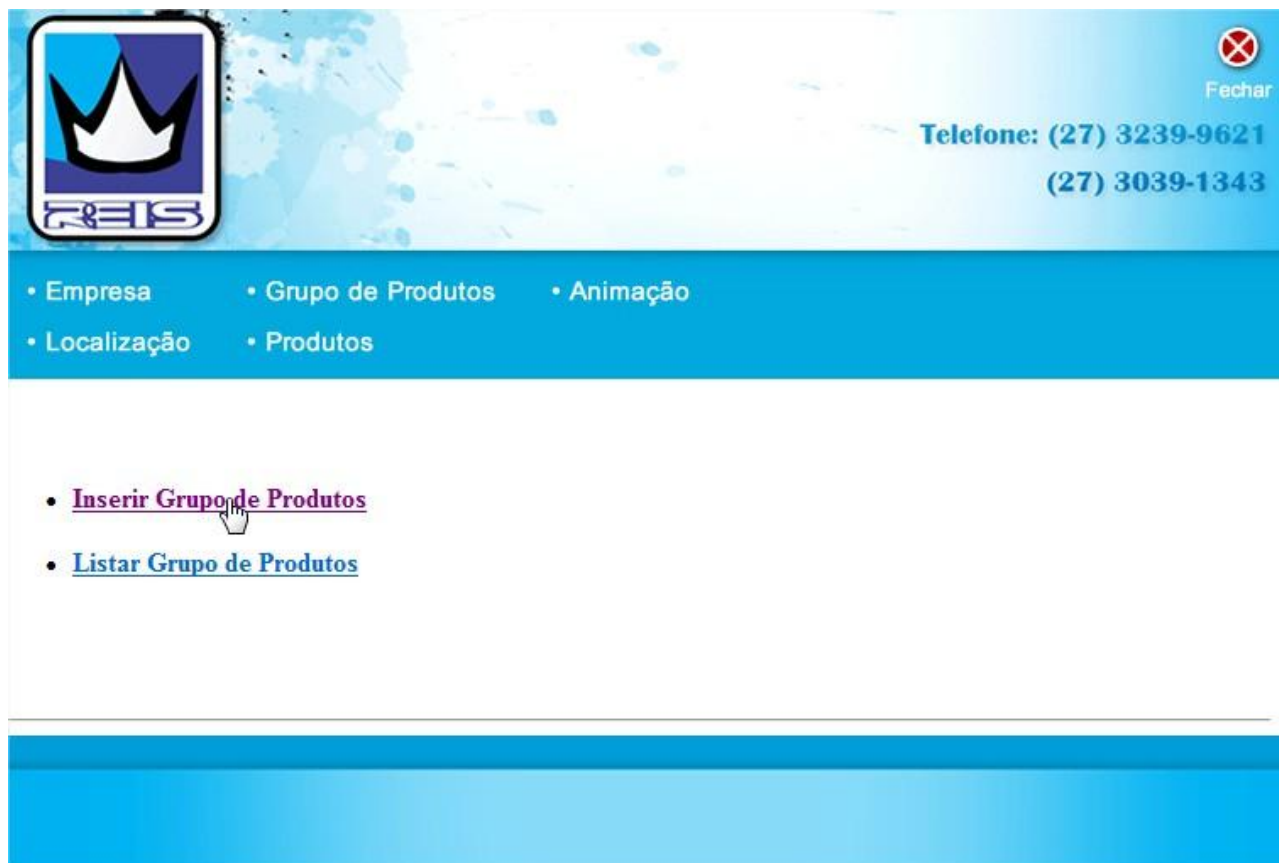 REIS
Fechar
Telefone: (27) 3239-9621
(27) 3039-1343
• Empresa • Grupo de Produtos • Animação
• Localização • Produtos
• Inserir Grupo de Produtos
• Listar Grupo de Produtos